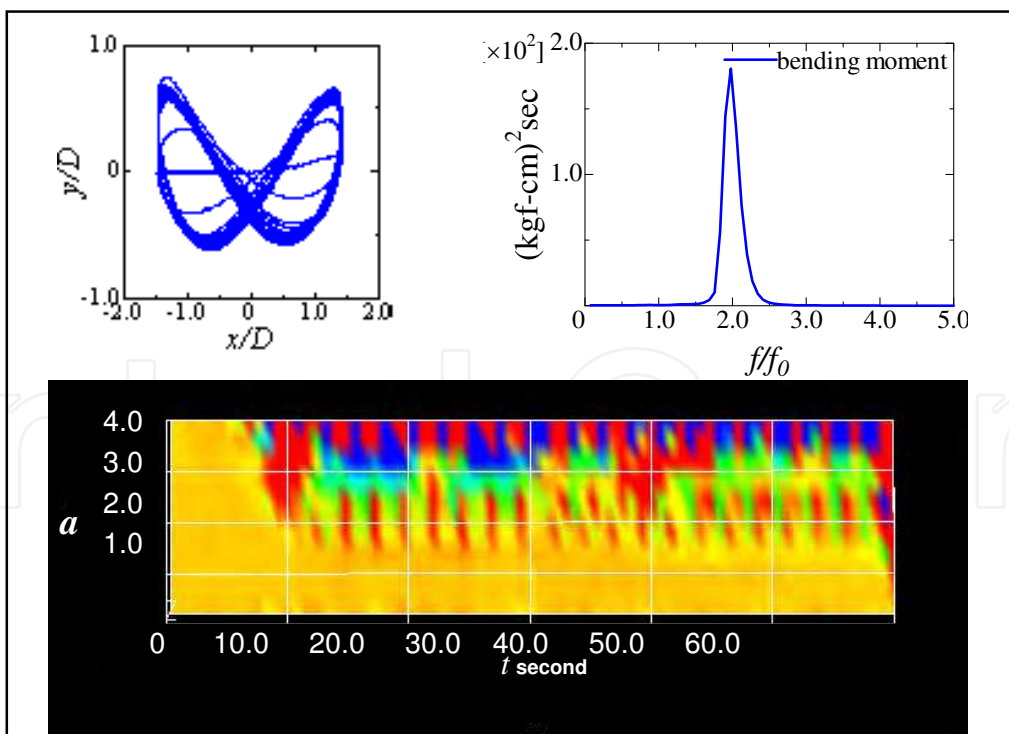 1.0
y/D
0
-1.0
-2.0 -1.0 0 1.0 2.0
x/D
×10²] 2.0
bending moment
(kgf-cm)²sec
1.0
0 1.0 2.0 3.0 4.0 5.0
f/f₀
4.0
3.0
2.0
a
1.0
0 10.0 20.0 30.0 40.0 50.0 60.0
t second